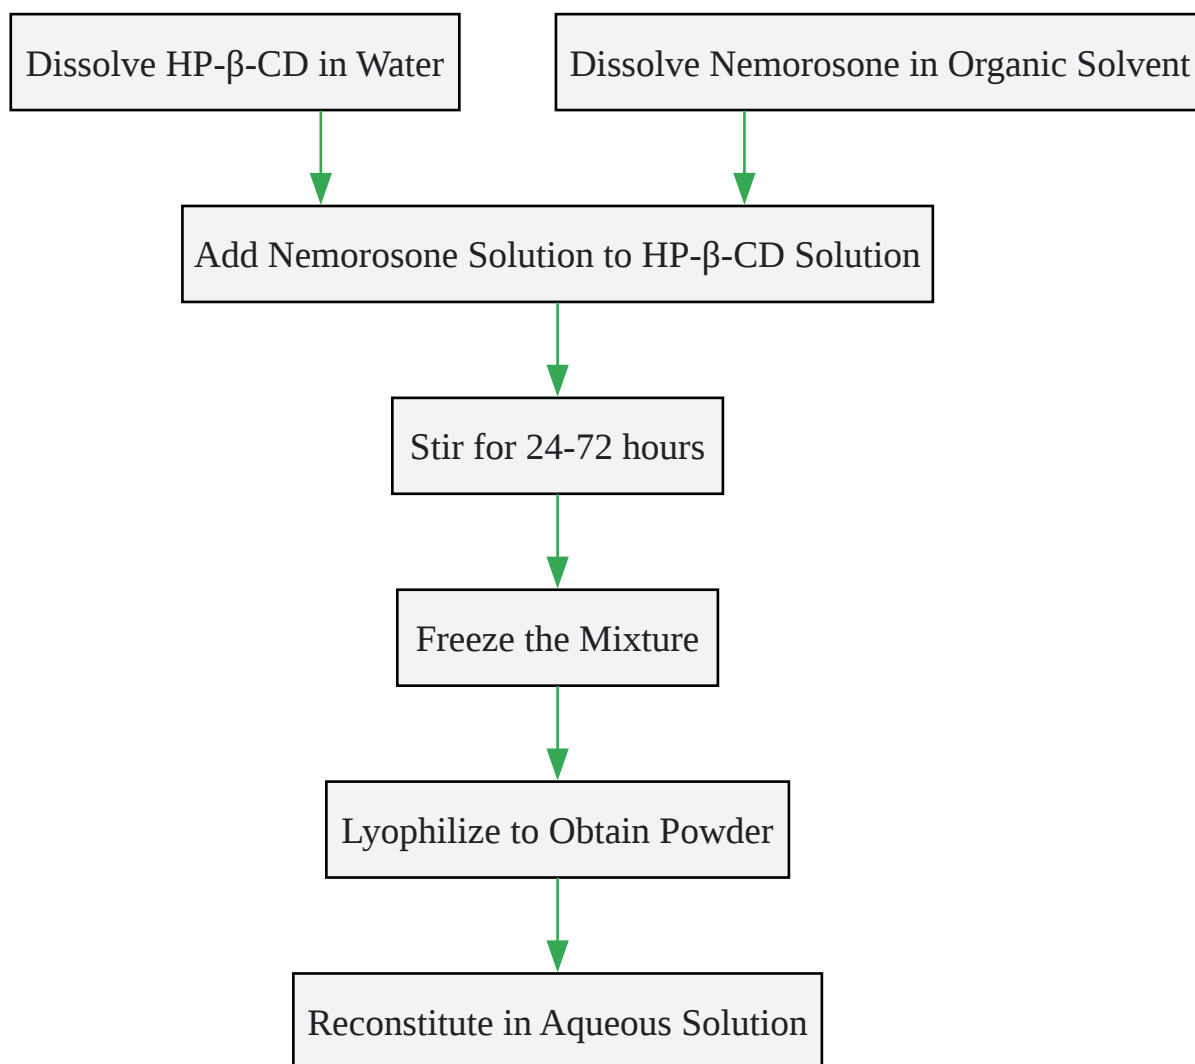 Dissolve HP-β-CD in Water
Dissolve Nemorosone in Organic Solvent
Add Nemorosone Solution to HP-β-CD Solution
Stir for 24-72 hours
Freeze the Mixture
Lyophilize to Obtain Powder
Reconstitute in Aqueous Solution